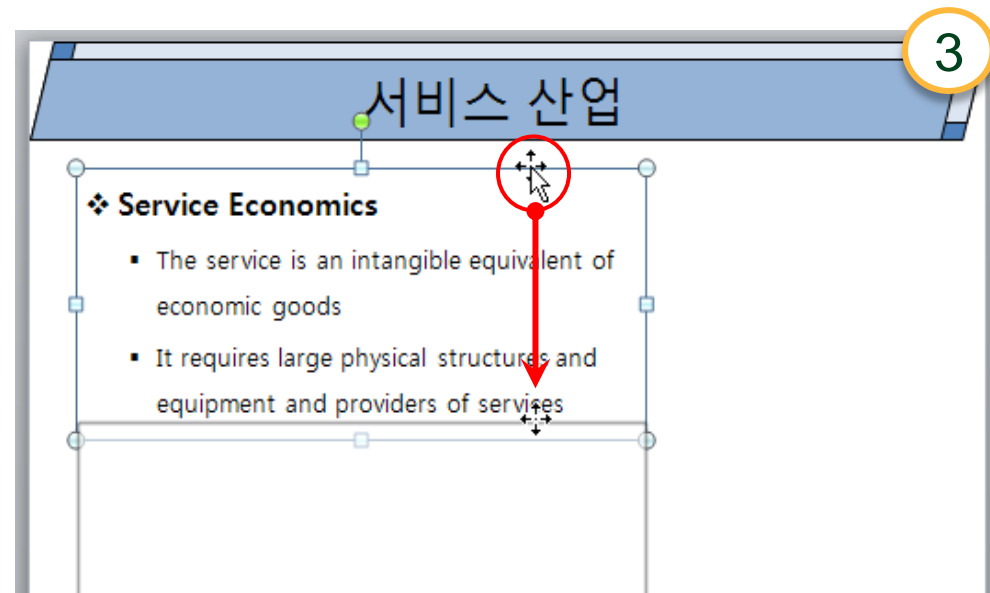 3
서비스 산업
❖ Service Economics
▪ The service is an intangible equivalent of
economic goods
▪ It requires large physical structures and
equipment and providers of services